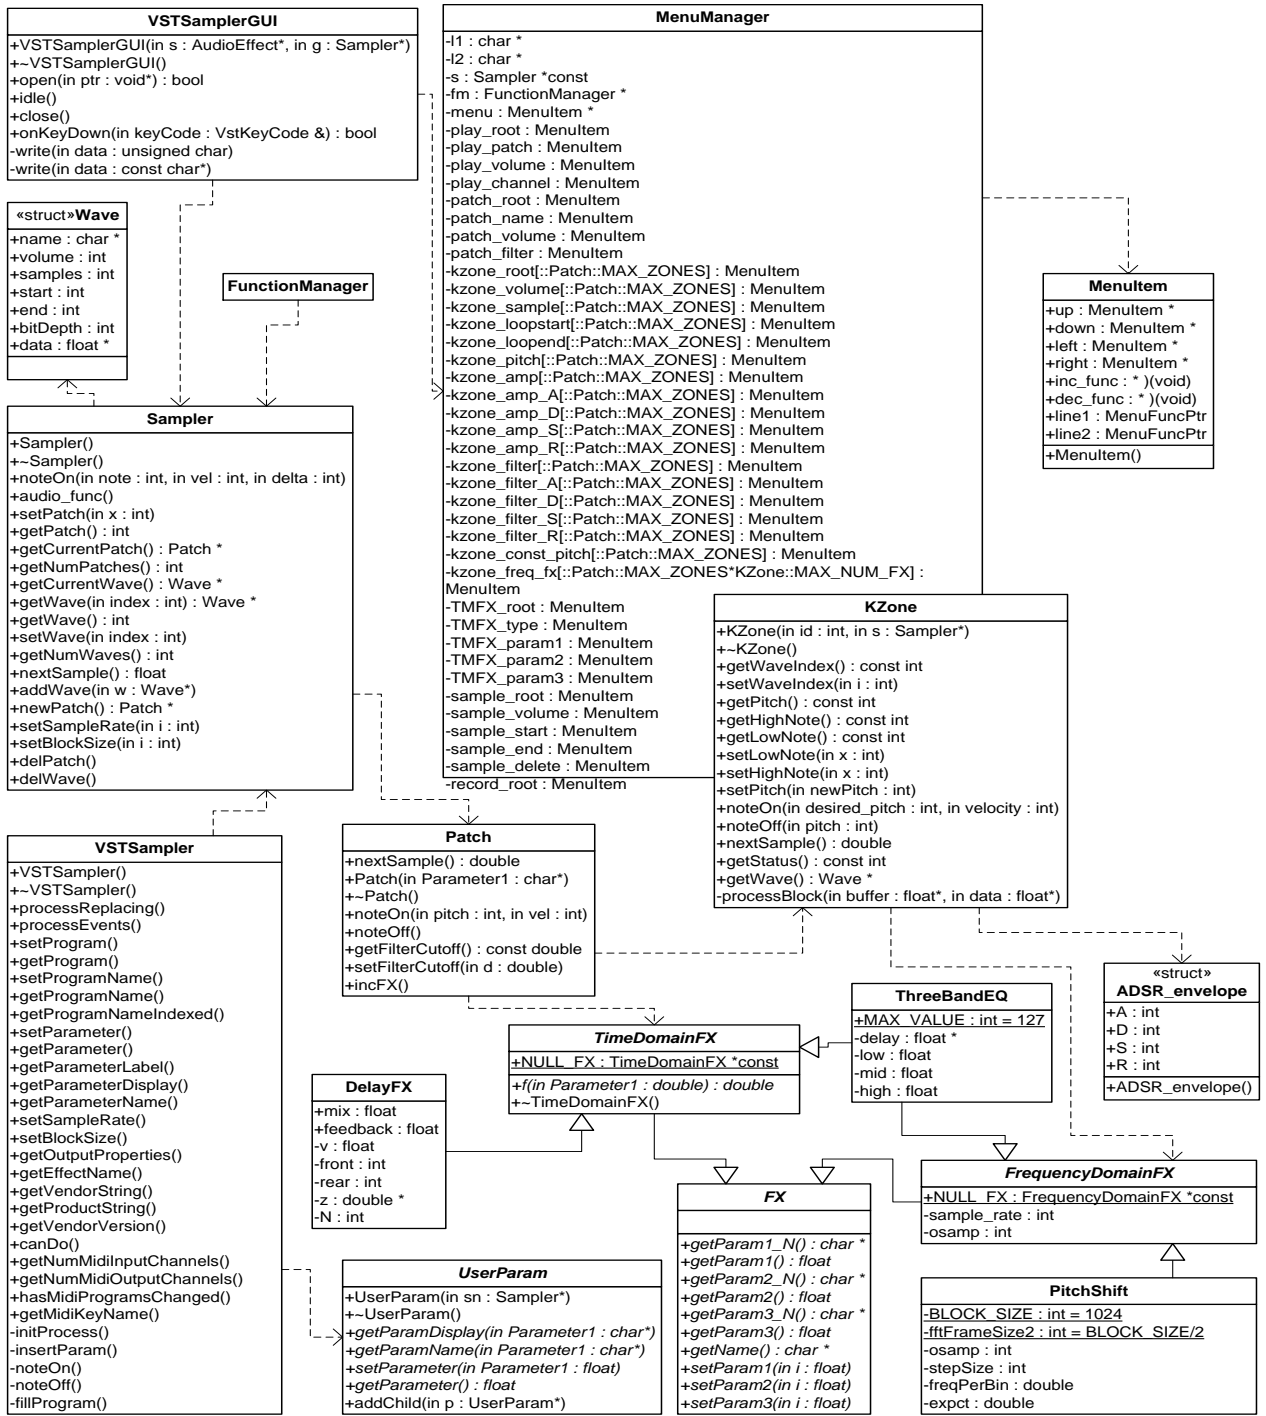 VSTSamplerGUI
+VSTSamplerGUI(in s : AudioEffect*, in g : Sampler*)
+~VSTSamplerGUI()
+open(in ptr : void*) : bool
+idle()
+close()
+onKeyDown(in keyCode : VstKeyCode &) : bool
-write(in data : unsigned char)
-write(in data : const char*)
«struct»Wave
+name : char *
+volume : int
+samples : int
+start : int
+end : int
+bitDepth : int
+data : float *
FunctionManager
Sampler
+Sampler()
+~Sampler()
+noteOn(in note : int, in vel : int, in delta : int)
+audio_func()
+setPatch(in x : int)
+getPatch() : int
+getCurrentPatch() : Patch *
+getNumPatches() : int
+getCurrentWave() : Wave *
+getWave(in index : int) : Wave *
+getWave() : int
+setWave(in index : int)
+getNumWaves() : int
+nextSample() : float
+addWave(in w : Wave*)
+newPatch() : Patch *
+setSampleRate(in i : int)
+setBlockSize(in i : int)
+delPatch()
+delWave()
VSTSampler
+VSTSampler()
+~VSTSampler()
+processReplacing()
+processEvents()
+setProgram()
+getProgram()
+setProgramName()
+getProgramName()
+getProgramNameIndexed()
+setParameter()
+getParameter()
+getParameterLabel()
+getParameterDisplay()
+getParameterName()
+setSampleRate()
+setBlockSize()
+getOutputProperties()
+getEffectName()
+getVendorString()
+getProductString()
+getVendorVersion()
+canDo()
+getNumMidiInputChannels()
+getNumMidiOutputChannels()
+hasMidiProgramsChanged()
+getMidiKeyName()
-initProcess()
-insertParam()
-noteOn()
-noteOff()
-fillProgram()
MenuManager
-l1 : char *
-l2 : char *
-s : Sampler *const
-fm : FunctionManager *
-menu : MenuItem *
-play_root : MenuItem
-play_patch : MenuItem
-play_volume : MenuItem
-play_channel : MenuItem
-patch_root : MenuItem
-patch_name : MenuItem
-patch_volume : MenuItem
-patch_filter : MenuItem
-kzone_root[::Patch::MAX_ZONES] : MenuItem
-kzone_volume[::Patch::MAX_ZONES] : MenuItem
-kzone_sample[::Patch::MAX_ZONES] : MenuItem
-kzone_loopstart[::Patch::MAX_ZONES] : MenuItem
-kzone_loopend[::Patch::MAX_ZONES] : MenuItem
-kzone_pitch[::Patch::MAX_ZONES] : MenuItem
-kzone_amp[::Patch::MAX_ZONES] : MenuItem
-kzone_amp_A[::Patch::MAX_ZONES] : MenuItem
-kzone_amp_D[::Patch::MAX_ZONES] : MenuItem
-kzone_amp_S[::Patch::MAX_ZONES] : MenuItem
-kzone_amp_R[::Patch::MAX_ZONES] : MenuItem
-kzone_filter[::Patch::MAX_ZONES] : MenuItem
-kzone_filter_A[::Patch::MAX_ZONES] : MenuItem
-kzone_filter_D[::Patch::MAX_ZONES] : MenuItem
-kzone_filter_S[::Patch::MAX_ZONES] : MenuItem
-kzone_filter_R[::Patch::MAX_ZONES] : MenuItem
-kzone_const_pitch[::Patch::MAX_ZONES] : MenuItem
-kzone_freq_fx[::Patch::MAX_ZONES*KZone::MAX_NUM_FX] :
MenuItem
-TMFX_root : MenuItem
-TMFX_type : MenuItem
-TMFX_param1 : MenuItem
-TMFX_param2 : MenuItem
-TMFX_param3 : MenuItem
-sample_root : MenuItem
-sample_volume : MenuItem
-sample_start : MenuItem
-sample_end : MenuItem
-sample_delete : MenuItem
-record_root : MenuItem
MenuItem
+up : MenuItem *
+down : MenuItem *
+left : MenuItem *
+right : MenuItem *
+inc_func : * )(void)
+dec_func : * )(void)
+line1 : MenuFuncPtr
+line2 : MenuFuncPtr
+MenuItem()
KZone
+KZone(in id : int, in s : Sampler*)
+~KZone()
+getWaveIndex() : const int
+setWaveIndex(in i : int)
+getPitch() : const int
+getHighNote() : const int
+getLowNote() : const int
+setLowNote(in x : int)
+setHighNote(in x : int)
+setPitch(in newPitch : int)
+noteOn(in desired_pitch : int, in velocity : int)
+noteOff(in pitch : int)
+nextSample() : double
+getStatus() : const int
+getWave() : Wave *
-processBlock(in buffer : float*, in data : float*)
Patch
+nextSample() : double
+Patch(in Parameter1 : char*)
+~Patch()
+noteOn(in pitch : int, in vel : int)
+noteOff()
+getFilterCutoff() : const double
+setFilterCutoff(in d : double)
+incFX()
«struct»
ADSR_envelope
+A : int
+D : int
+S : int
+R : int
+ADSR_envelope()
ThreeBandEQ
+MAX_VALUE : int = 127
-delay : float *
-low : float
-mid : float
-high : float
TimeDomainFX
+NULL_FX : TimeDomainFX *const
+f(in Parameter1 : double) : double
+~TimeDomainFX()
DelayFX
+mix : float
+feedback : float
-v : float
-front : int
-rear : int
-z : double *
-N : int
FrequencyDomainFX
+NULL_FX : FrequencyDomainFX *const
-sample_rate : int
-osamp : int
FX
+getParam1_N() : char *
+getParam1() : float
+getParam2_N() : char *
+getParam2() : float
+getParam3_N() : char *
+getParam3() : float
+getName() : char *
+setParam1(in i : float)
+setParam2(in i : float)
+setParam3(in i : float)
UserParam
+UserParam(in sn : Sampler*)
+~UserParam()
+getParamDisplay(in Parameter1 : char*)
+getParamName(in Parameter1 : char*)
+setParameter(in Parameter1 : float)
+getParameter() : float
+addChild(in p : UserParam*)
PitchShift
-BLOCK_SIZE : int = 1024
-fftFrameSize2 : int = BLOCK_SIZE/2
-osamp : int
-stepSize : int
-freqPerBin : double
-expct : double